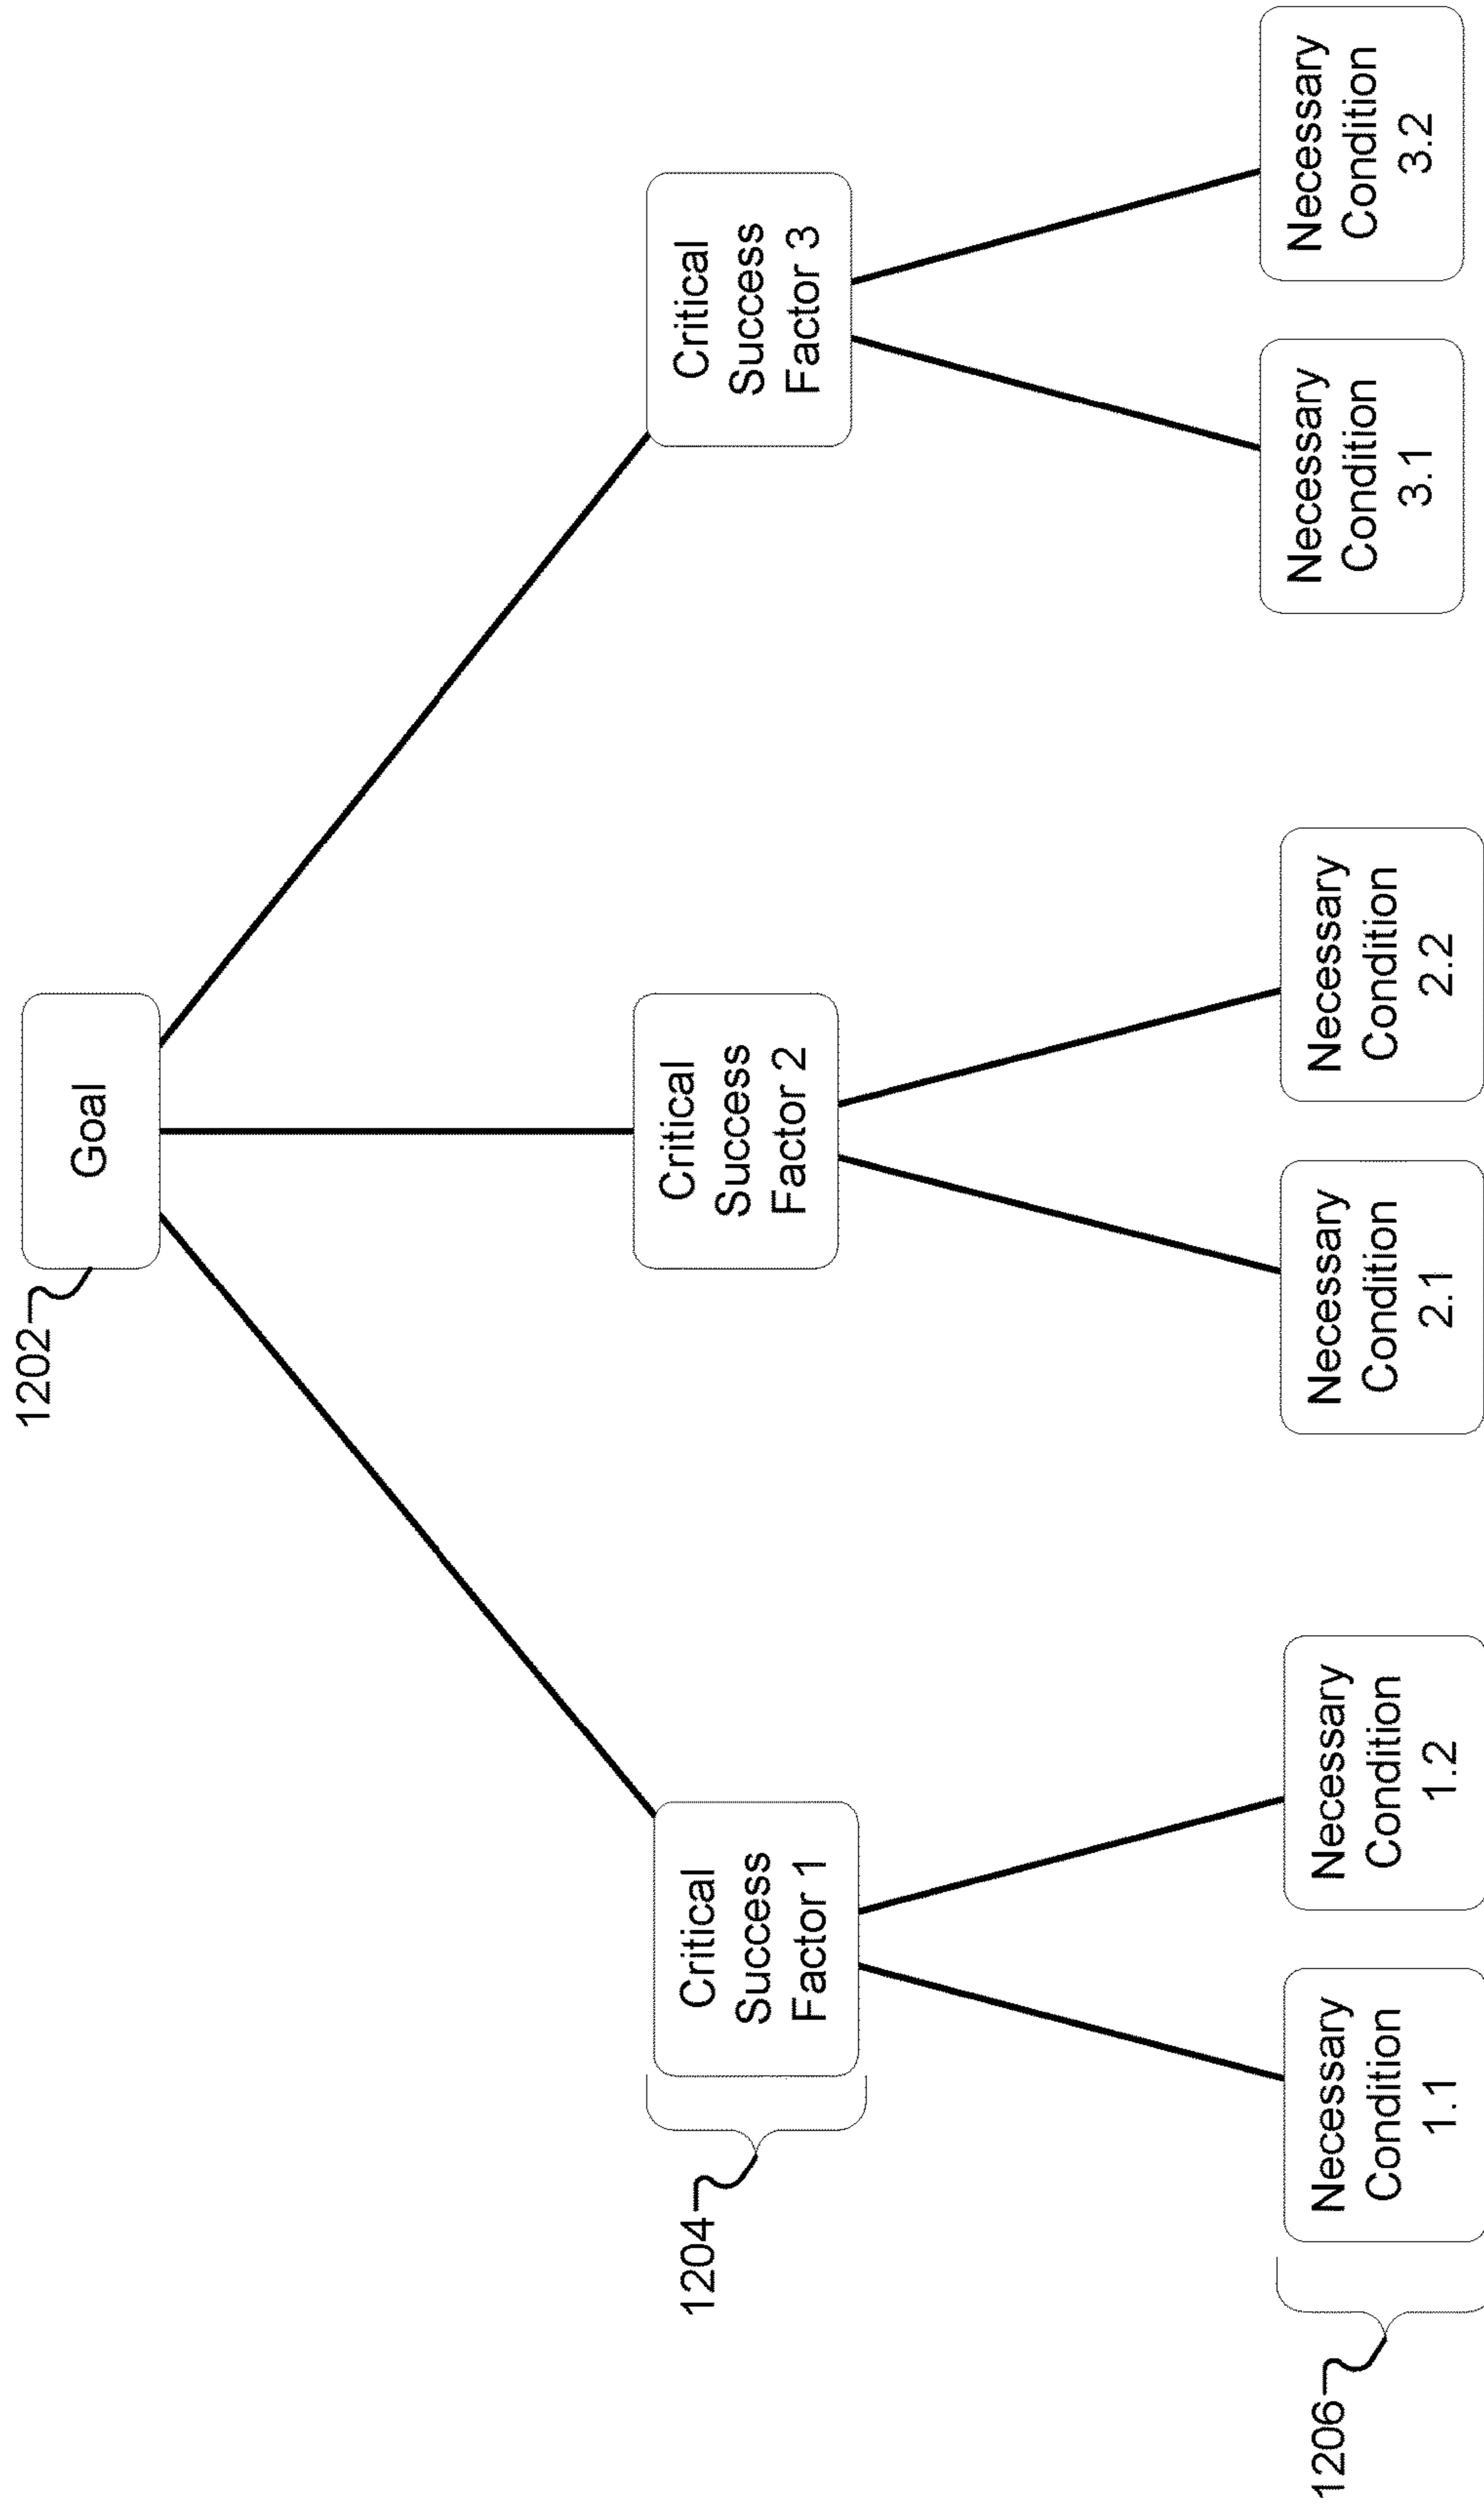 1202
Goal
1204
Critical
Success
Factor 1
Critical
Success
Factor 2
Critical
Success
Factor 3
1206
Necessary
Condition
1.1
Necessary
Condition
1.2
Necessary
Condition
2.1
Necessary
Condition
2.2
Necessary
Condition
3.1
Necessary
Condition
3.2